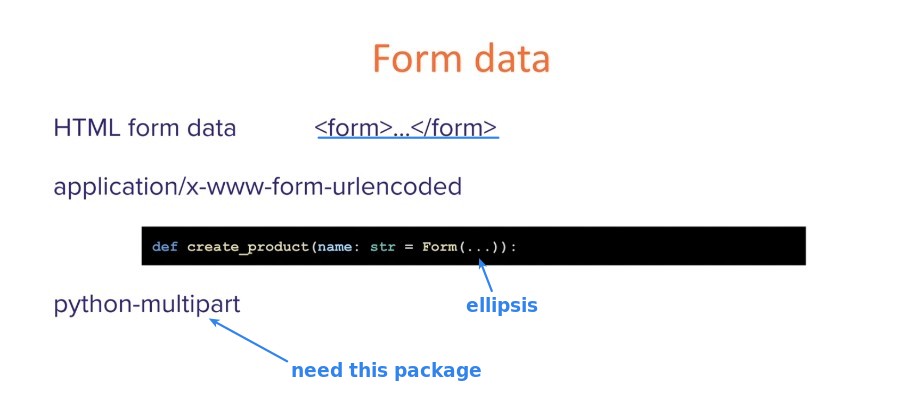 Form data
HTML form data <form>...</form>
application/x-www-form-urlencoded
def create_product(name: str = Form(...)):
python-multipart
ellipsis
need this package